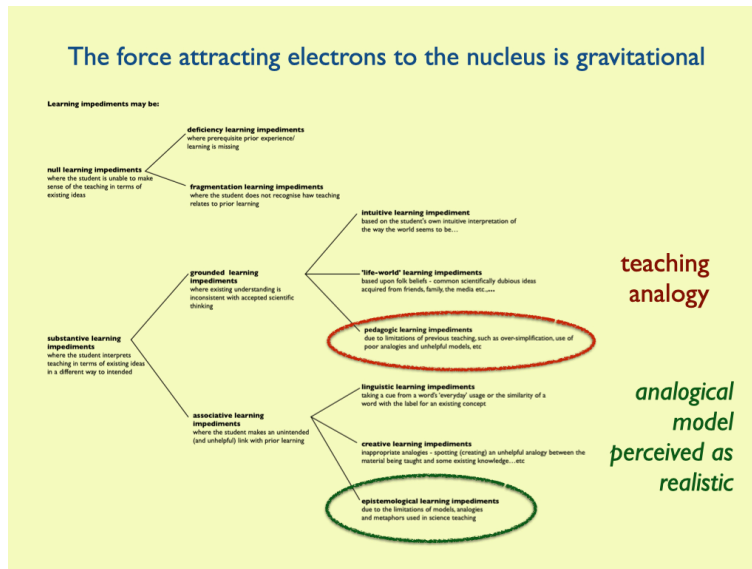 The force attracting electrons to the nucleus is gravitational
Learning impediments may be:
deficiency learning impediments
where prerequisite prior experience/
learning is missing
null learning impediments
where the student is unable to make
sense of the teaching in terms of
existing ideas
fragmentation learning impediments
where the student does not recognise haw teaching
relates to prior learning
intuitive learning impediment
based on the student's own intuitive interpretation of
the way the world seems to be…
grounded learning
impediments
where existing understanding is
inconsistent with accepted scientific
thinking
'life-world' learning impediments
based upon folk beliefs - common scientifically dubious ideas
acquired from friends, family, the media etc.....
teaching
analogy
pedagogic learning impediments
due to limitations of previous teaching, such as over-simplification, use of
poor analogies and unhelpful models, etc
substantive learning
impediments
where the student interprets
teaching in terms of existing ideas
in a different way to intended
linguistic learning impediments
taking a cue from a word's 'everyday' usage or the similarity of a
word with the label for an existing concept
associative learning
impediments
where the student makes an unintended
(and unhelpful) link with prior learning
creative learning impediments
inappropriate analogies - spotting (creating) an unhelpful analogy between the
material being taught and some existing knowledge…etc
analogical
model
perceived as
realistic
epistemological learning impediments
due to the limitations of models, analogies
and metaphors used in science teaching